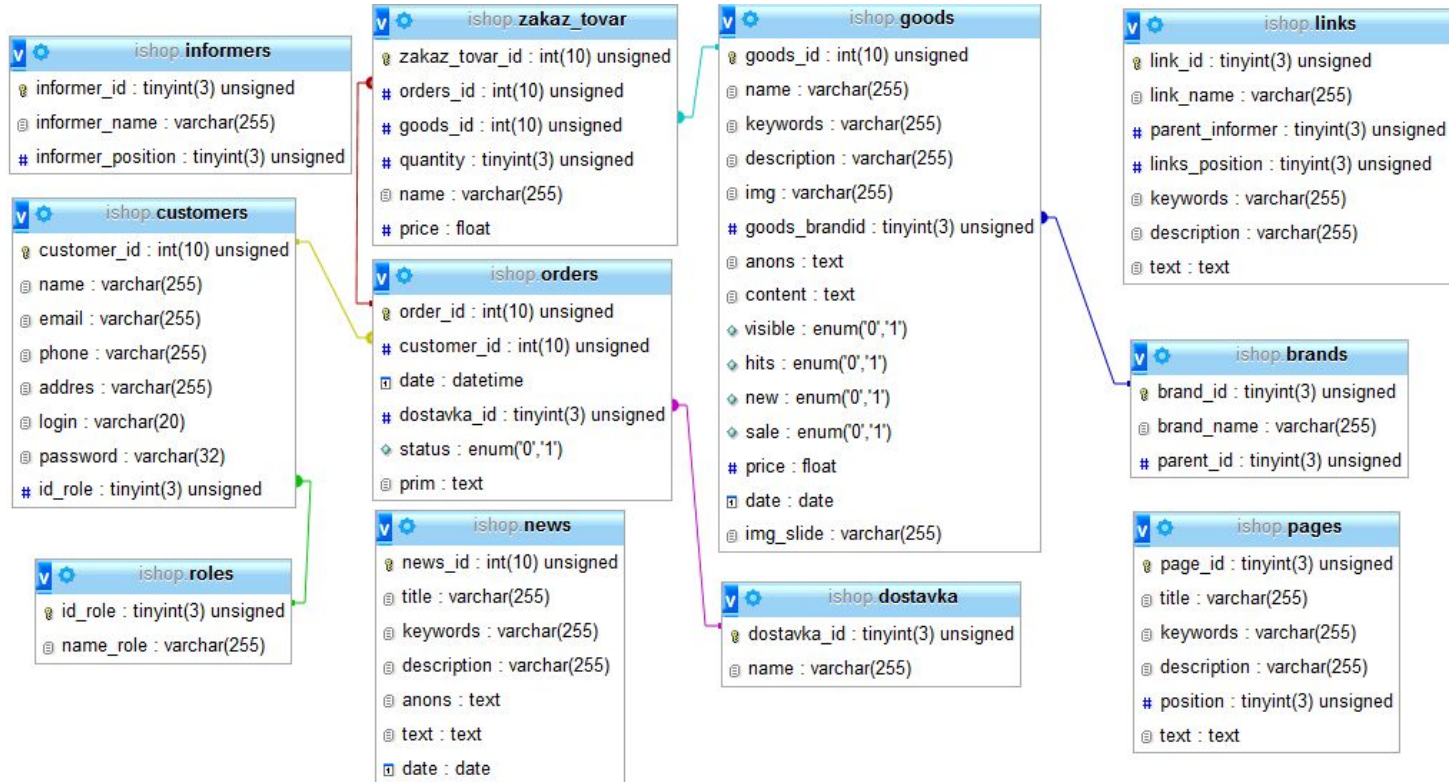 ishop.informers
informer_id : tinyint(3) unsigned
informer_name : varchar(255)
informer_position : tinyint(3) unsigned
ishop.customers
customer_id : int(10) unsigned
name : varchar(255)
email : varchar(255)
phone : varchar(255)
addres : varchar(255)
login : varchar(20)
password : varchar(32)
id_role : tinyint(3) unsigned
ishop.roles
id_role : tinyint(3) unsigned
name_role : varchar(255)
ishop.zakaz_tovar
zakaz_tovar_id : int(10) unsigned
orders_id : int(10) unsigned
goods_id : int(10) unsigned
quantity : tinyint(3) unsigned
name : varchar(255)
price : float
ishop.orders
order_id : int(10) unsigned
customer_id : int(10) unsigned
date : datetime
dostavka_id : tinyint(3) unsigned
status : enum('0','1')
prim : text
ishop.news
news_id : int(10) unsigned
title : varchar(255)
keywords : varchar(255)
description : varchar(255)
anons : text
text : text
date : date
ishop.goods
goods_id : int(10) unsigned
name : varchar(255)
keywords : varchar(255)
description : varchar(255)
img : varchar(255)
goods_brandid : tinyint(3) unsigned
anons : text
content : text
visible : enum('0','1')
hits : enum('0','1')
new : enum('0','1')
sale : enum('0','1')
price : float
date : date
img_slide : varchar(255)
ishop.dostavka
dostavka_id : tinyint(3) unsigned
name : varchar(255)
ishop.links
link_id : tinyint(3) unsigned
link_name : varchar(255)
parent_informer : tinyint(3) unsigned
links_position : tinyint(3) unsigned
keywords : varchar(255)
description : varchar(255)
text : text
ishop.brands
brand_id : tinyint(3) unsigned
brand_name : varchar(255)
parent_id : tinyint(3) unsigned
ishop.pages
page_id : tinyint(3) unsigned
title : varchar(255)
keywords : varchar(255)
description : varchar(255)
position : tinyint(3) unsigned
text : text